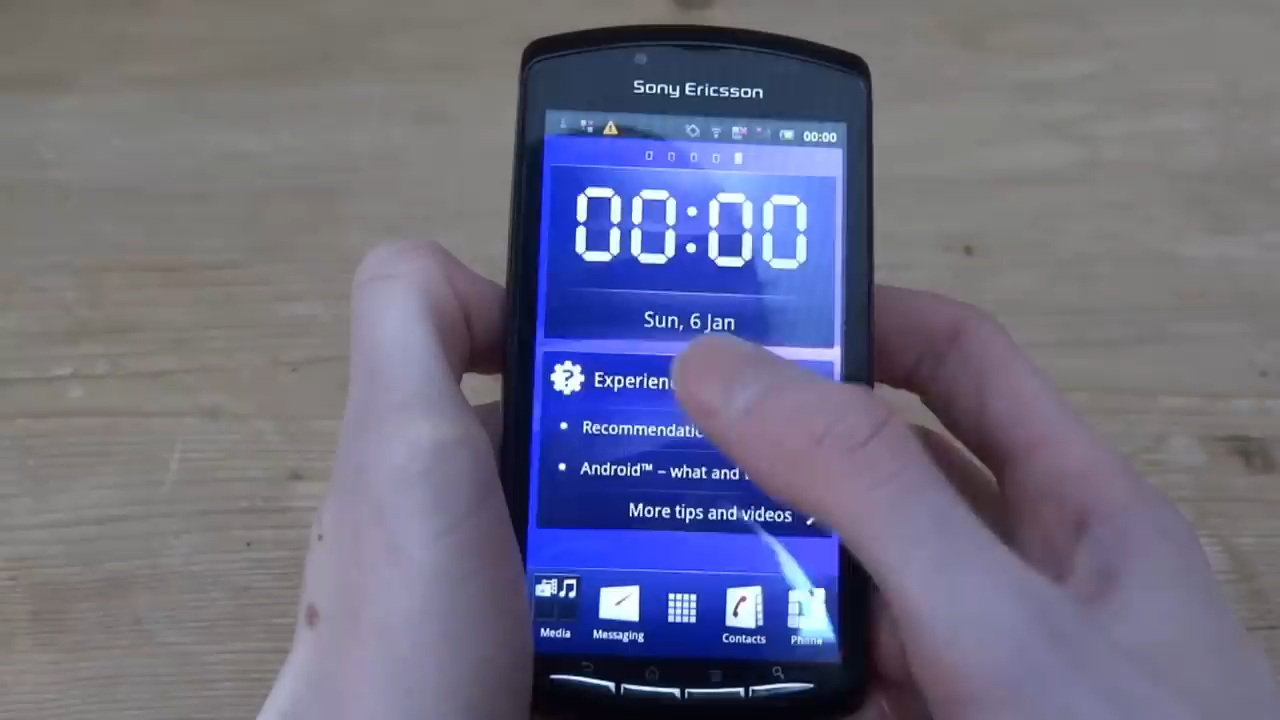 Sony Ericsson
00:00
00:00
Sun, 6 Jan
Recommendatio
Android™ – what and
More tips and videos
Media
Messaging
Contacts
Phone